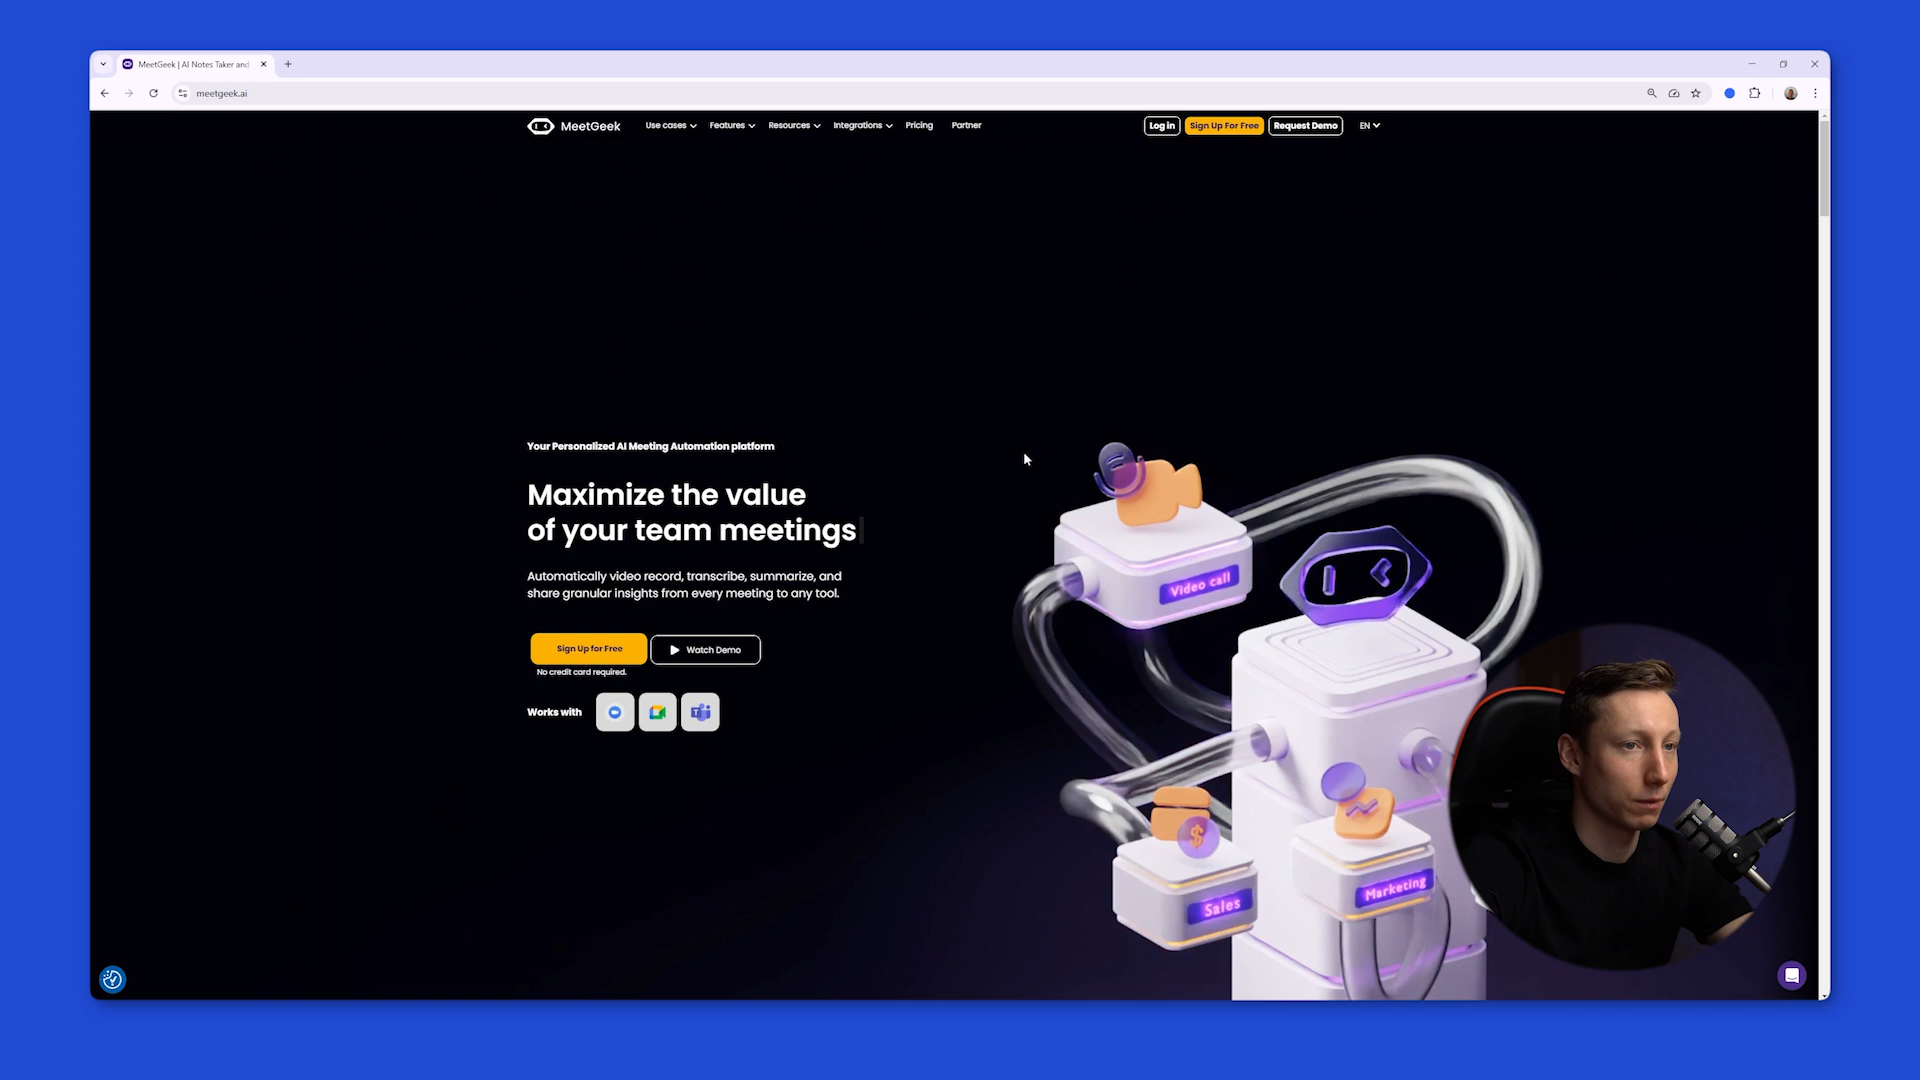 MeetGeek | AI Notes Taker and
meetgeek.ai
MeetGeek
Use cases
Features
Resources
Integrations
Pricing
Partner
Log in
Sign Up For Free
Request Demo
EN
Your Personalized AI Meeting Automation platform
Maximize the value
of your team meetings
Automatically video record, transcribe, summarize, and
share granular insights from every meeting to any tool.
Sign Up for Free
Watch Demo
No credit card required.
Works with
Video call
Sales
Marketing